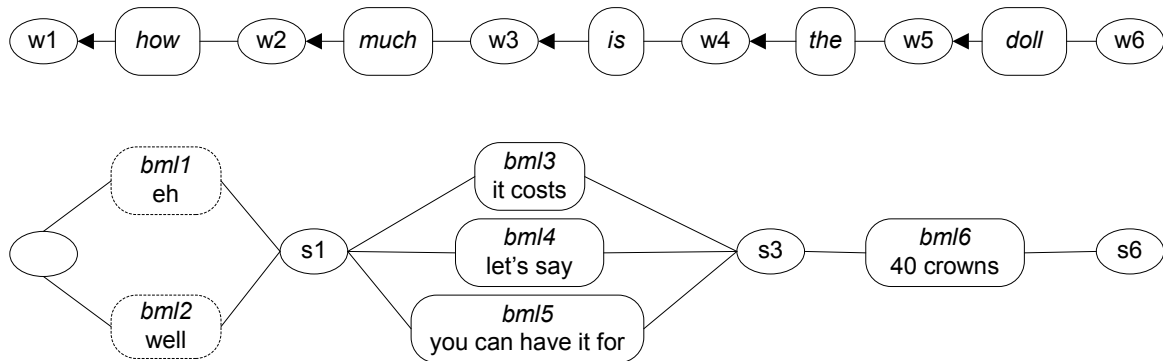 w1 how w2 much w3 is w4 the w5 doll w6
bml1
eh
bml3
it costs
s1
bml4
let's say
s3
bml6
40 crowns
s6
bml2
well
bml5
you can have it for